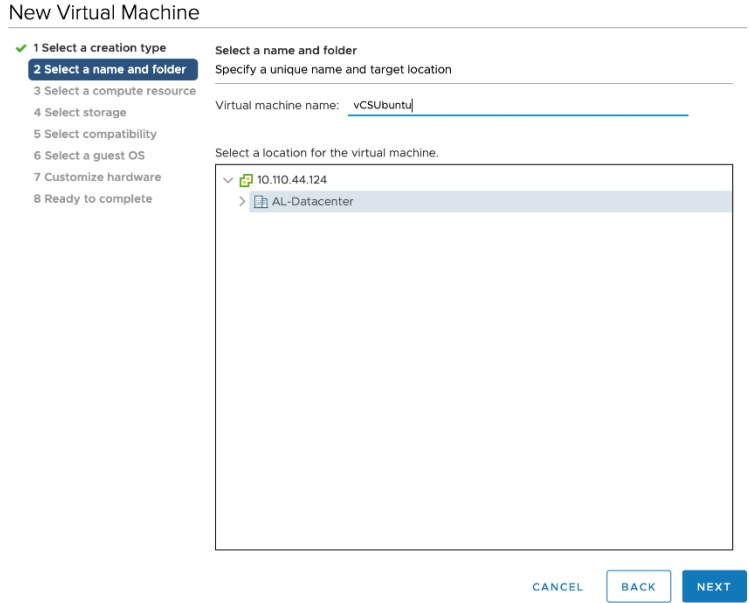 New Virtual Machine
1 Select a creation type
2 Select a name and folder
3 Select a compute resource
4 Select storage
5 Select compatibility
6 Select a guest OS
7 Customize hardware
8 Ready to complete
Select a name and folder
Specify a unique name and target location
Virtual machine name: vCSUbuntu
Select a location for the virtual machine.
10.110.44.124
AL-Datacenter
CANCEL BACK NEXT